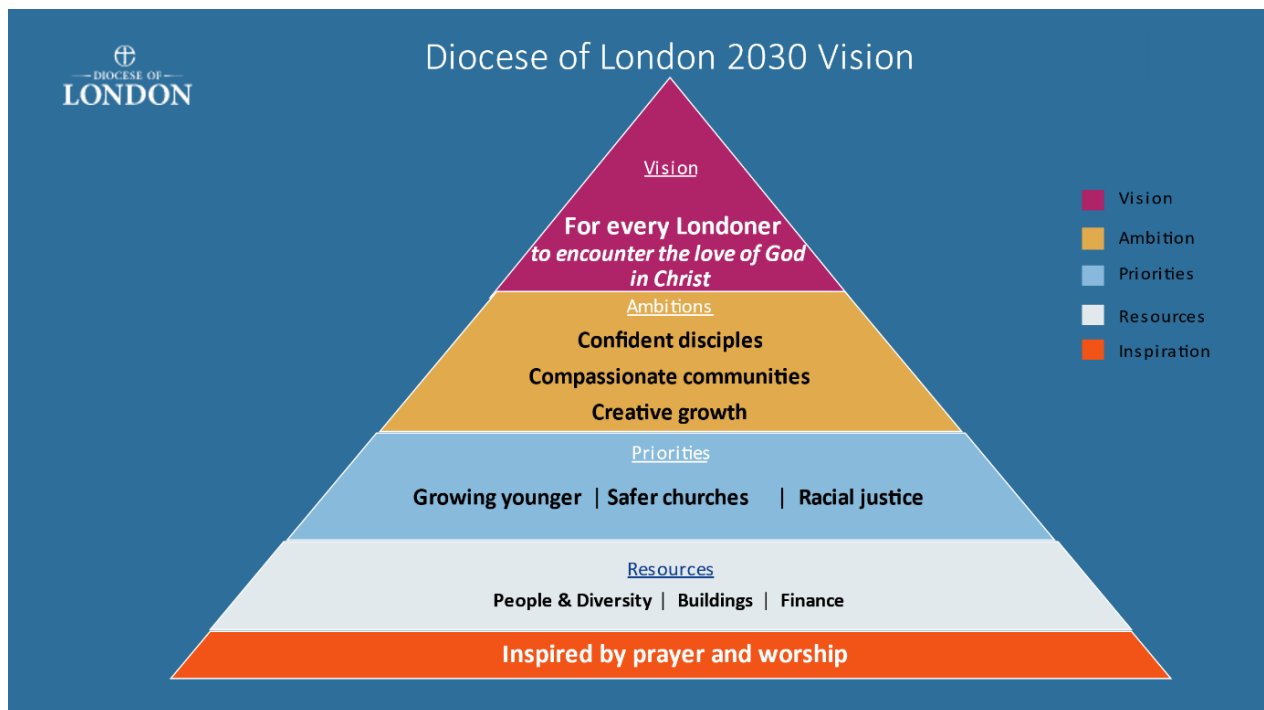 Diocese of London 2030 Vision
DIOCESE OF
LONDON
Vision
For every Londoner
to encounter the love of God
in Christ
Ambitions
Confident disciples
Compassionate communities
Creative growth
Priorities
Growing younger | Safer churches | Racial justice
Resources
People & Diversity | Buildings | Finance
Inspired by prayer and worship
Vision
Ambition
Priorities
Resources
Inspiration